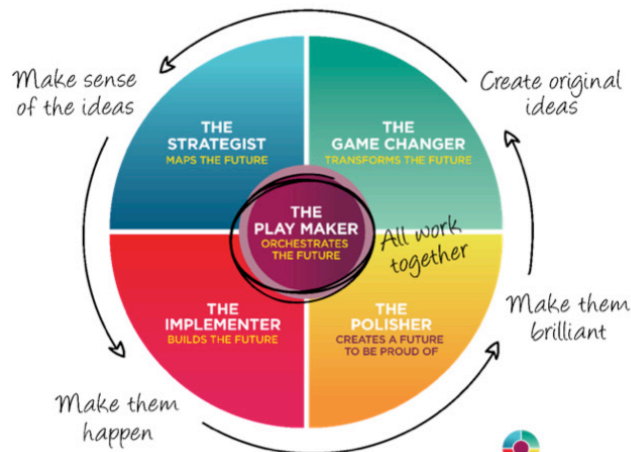 Make sense
of the ideas
Create original
ideas
THE
STRATEGIST
MAPS THE FUTURE
THE
GAME CHANGER
TRANSFORMS THE FUTURE
THE
PLAY MAKER
ORCHESTRATES
THE FUTURE
All work
together
THE
IMPLEMENTER
BUILDS THE FUTURE
THE
POLISHER
CREATES A FUTURE
TO BE PROUD OF
Make them
brilliant
Make them
happen